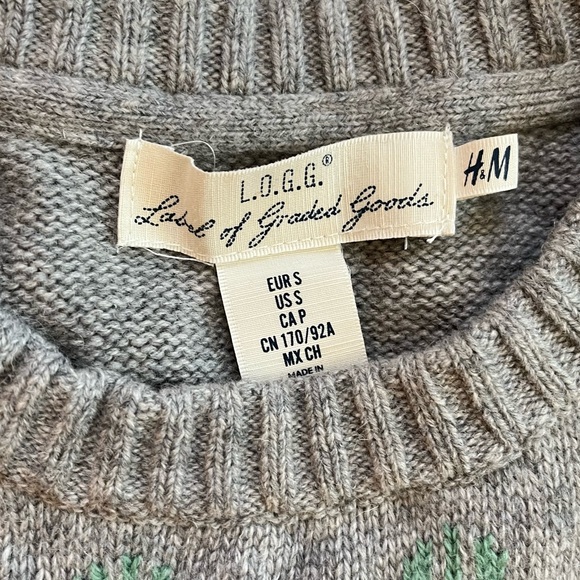 L.O.G.G.®
Label of Graded Goods
H&M
EUR S
US S
CA P
CN 170/92A
MX CH
MADE IN